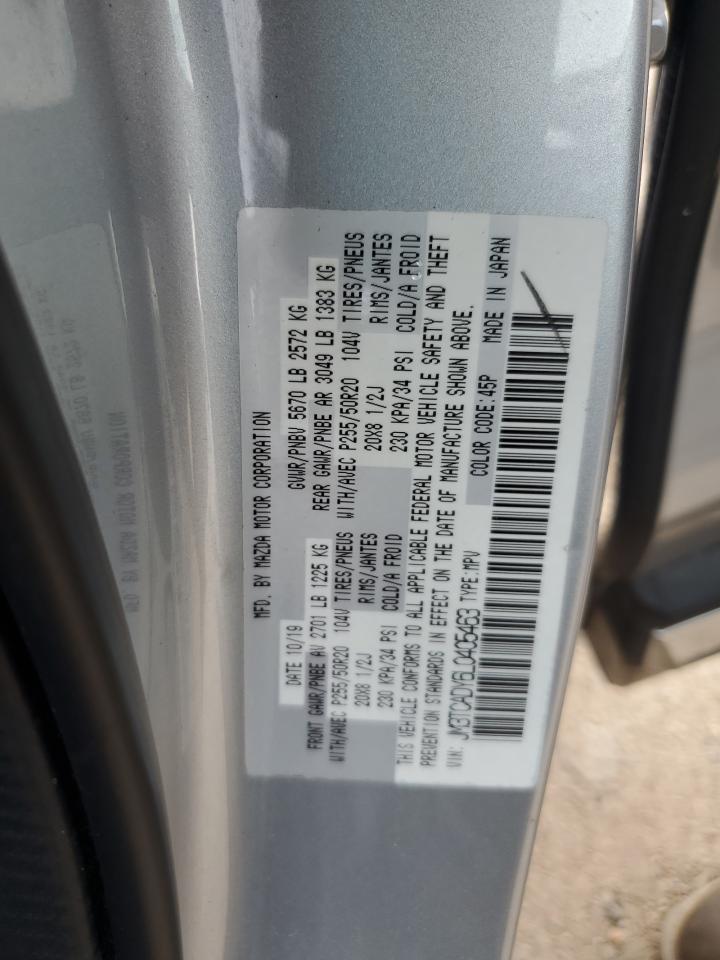 MFD. BY MAZDA MOTOR CORPORATION
DATE 10/19 GVWR/PNBV 5670 LB 2572 KG
FRONT GAWR/PNBE AV 2701 LB 1225 KG REAR GAWR/PNBE AR 3049 LB 1383 KG
WITH/AVEC P255/50R20 104V TIRES/PNEUS WITH/AVEC P255/50R20 104V TIRES/PNEUS
20X8 1/2J RIMS/JANTES 20X8 1/2J RIMS/JANTES
230 KPA/34 PSI COLD/A FROID 230 KPA/34 PSI COLD/A FROID
THIS VEHICLE CONFORMS TO ALL APPLICABLE FEDERAL MOTOR VEHICLE SAFETY AND THEFT
PREVENTION STANDARDS IN EFFECT ON THE DATE OF MANUFACTURE SHOWN ABOVE.
VIN: JM3TCADY6L0405463 TYPE:MPV COLOR CODE:45P MADE IN JAPAN